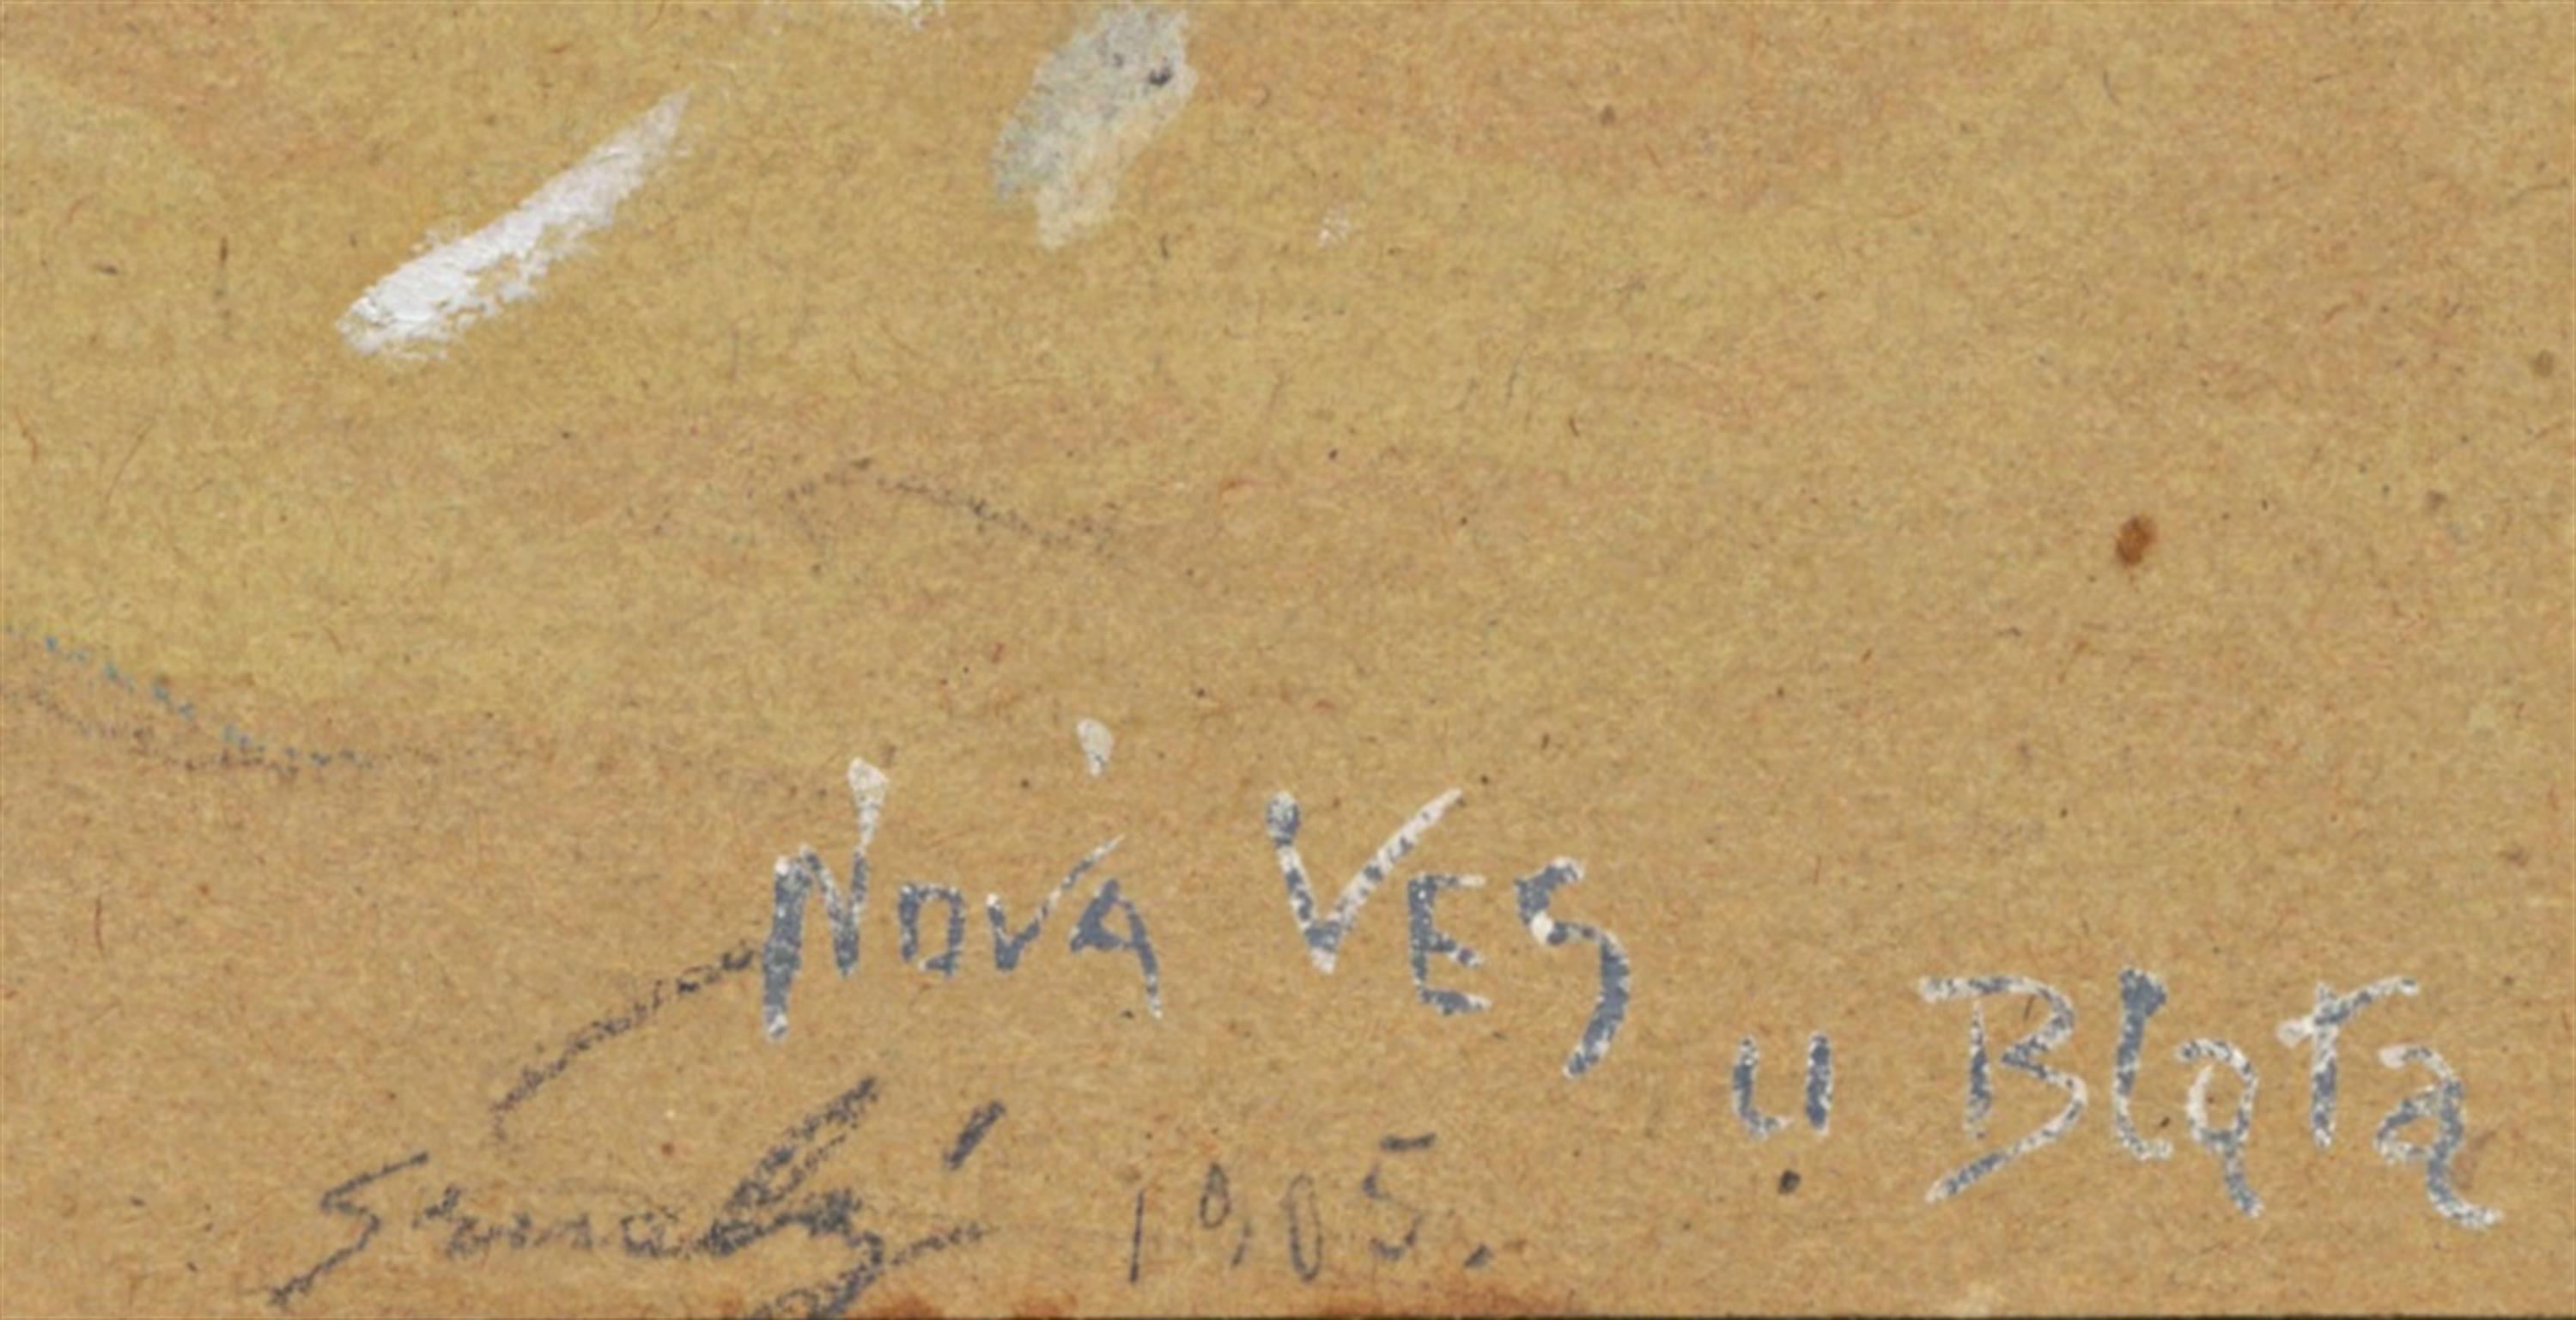 Nová Ves
u Blata
1905.